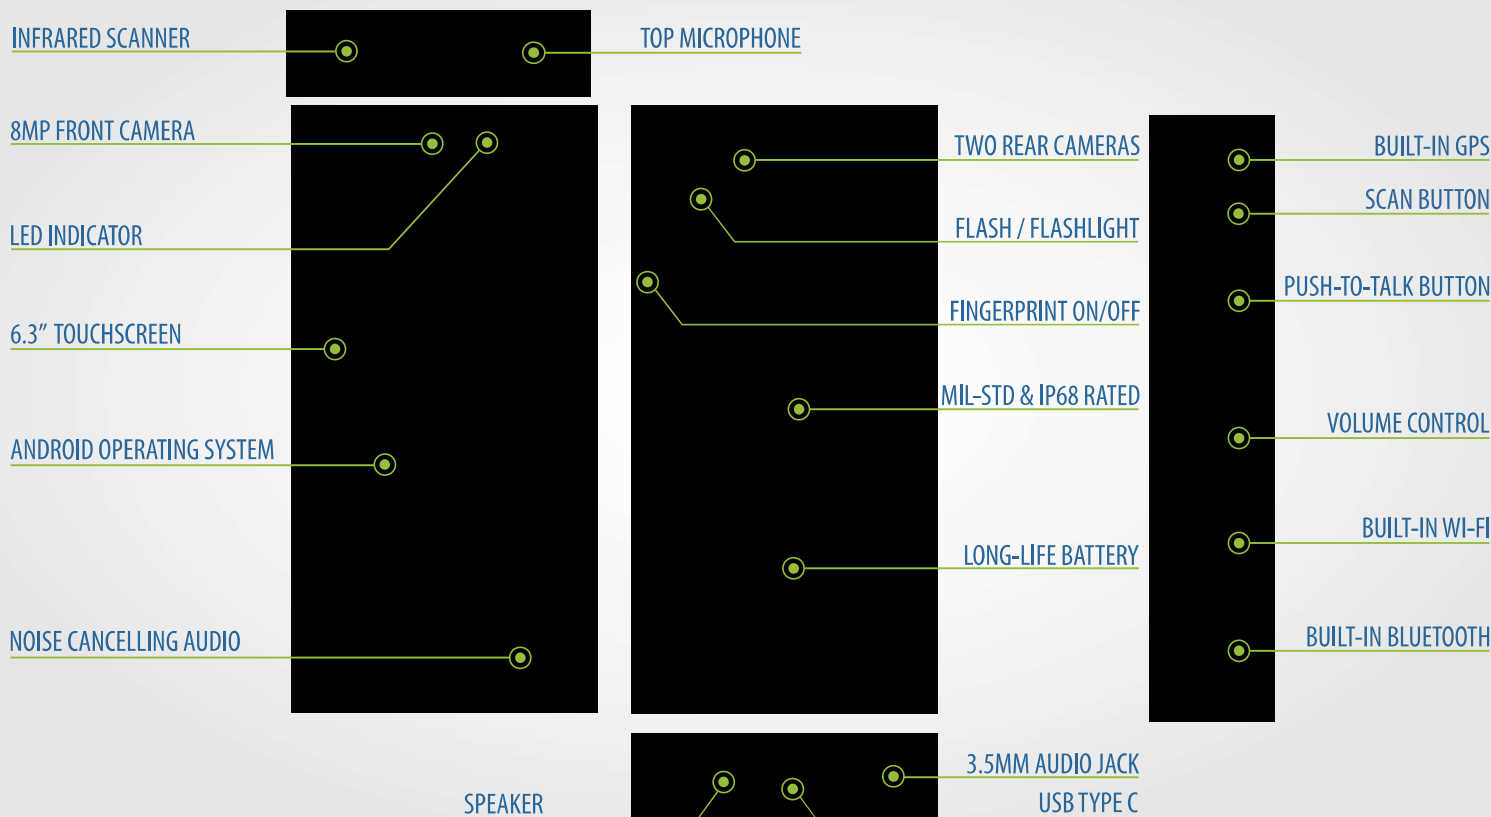 INFRARED SCANNER
TOP MICROPHONE
8MP FRONT CAMERA
LED INDICATOR
6.3” TOUCHSCREEN
ANDROID OPERATING SYSTEM
NOISE CANCELLING AUDIO
TWO REAR CAMERAS
FLASH / FLASHLIGHT
FINGERPRINT ON/OFF
MIL-STD & IP68 RATED
LONG-LIFE BATTERY
BUILT-IN GPS
SCAN BUTTON
PUSH-TO-TALK BUTTON
VOLUME CONTROL
BUILT-IN WI-FI
BUILT-IN BLUETOOTH
3.5MM AUDIO JACK
SPEAKER
USB TYPE C